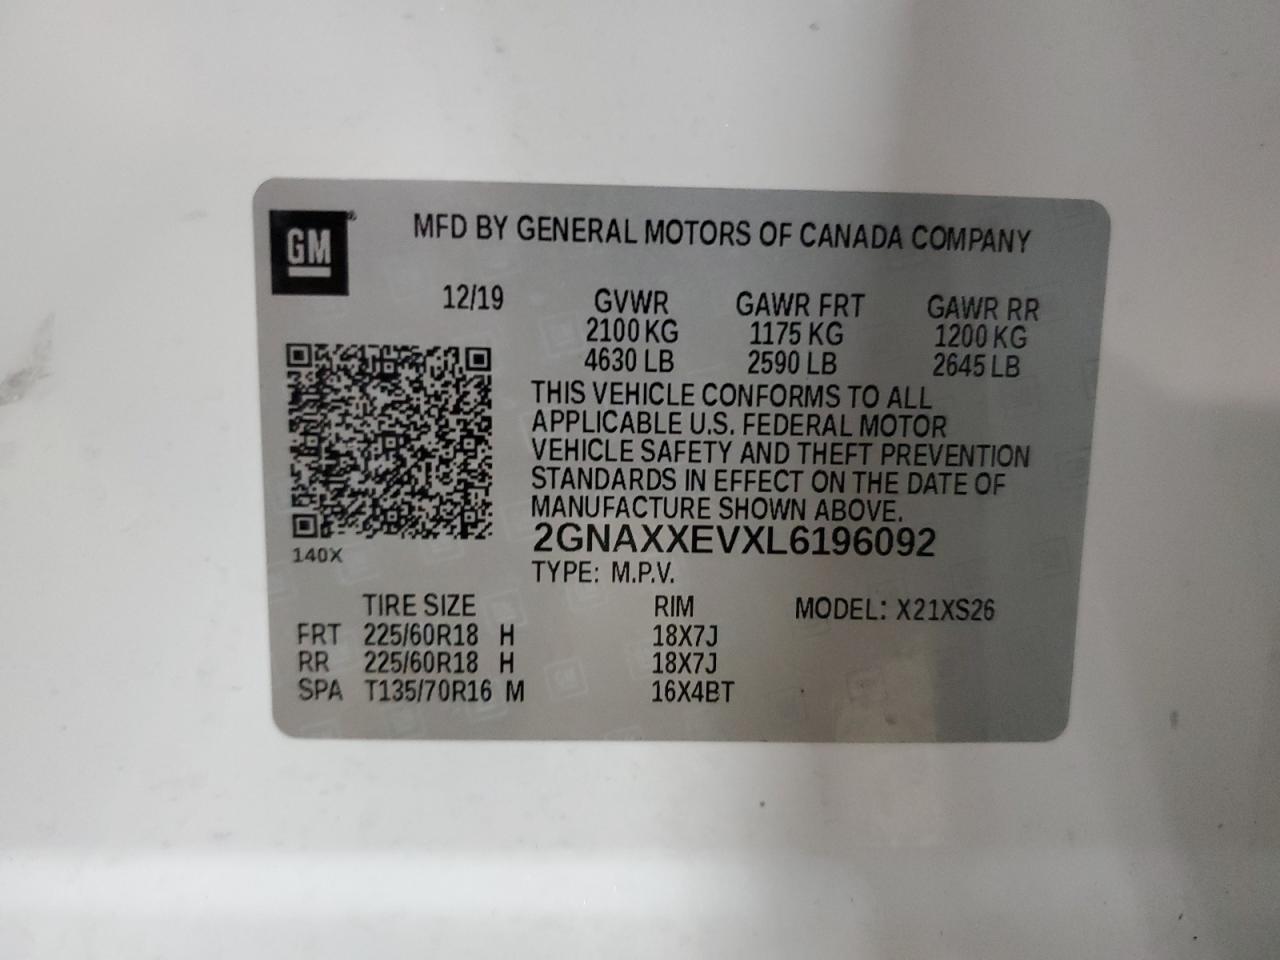 GM®
MFD BY GENERAL MOTORS OF CANADA COMPANY
12/19 GVWR GAWR FRT GAWR RR
2100 KG 1175 KG 1200 KG
4630 LB 2590 LB 2645 LB
THIS VEHICLE CONFORMS TO ALL
APPLICABLE U.S. FEDERAL MOTOR
VEHICLE SAFETY AND THEFT PREVENTION
STANDARDS IN EFFECT ON THE DATE OF
MANUFACTURE SHOWN ABOVE.
2GNAXXEVXL6196092
140X
TYPE: M.P.V.
TIRE SIZE RIM MODEL: X21XS26
FRT 225/60R18 H 18X7J
RR 225/60R18 H 18X7J
SPA T135/70R16 M 16X4BT